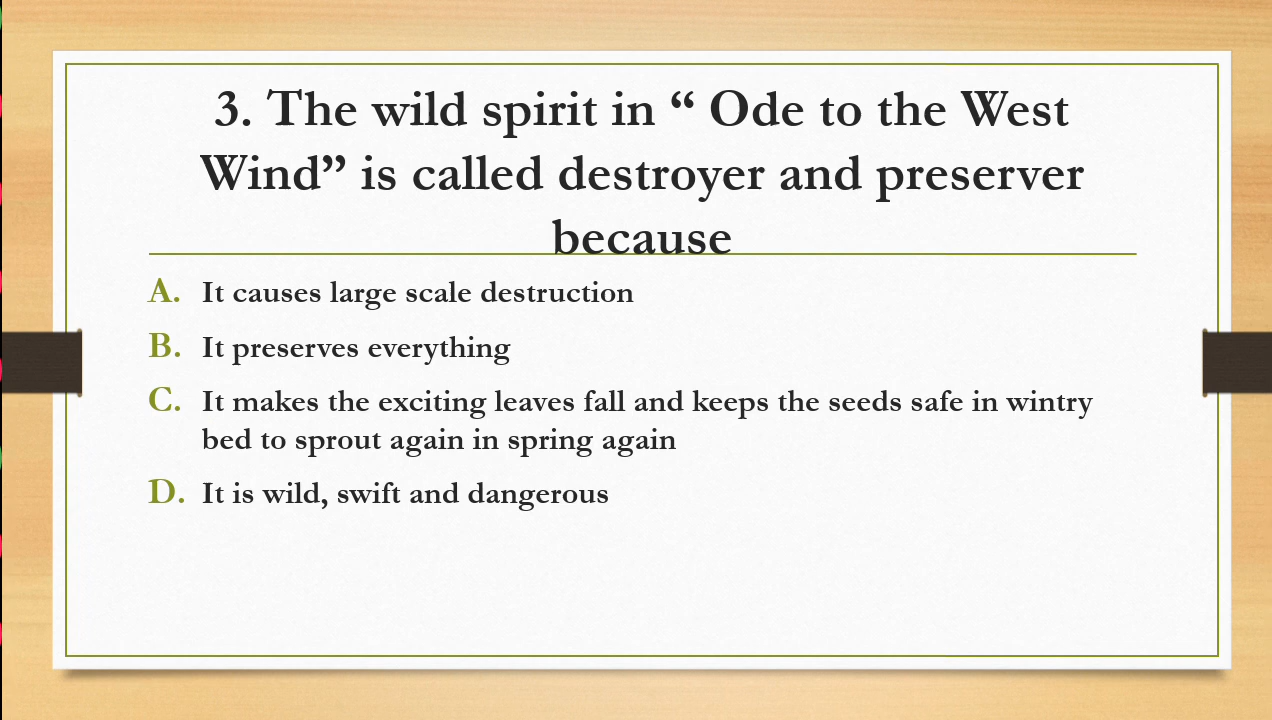 3. The wild spirit in “ Ode to the West
Wind” is called destroyer and preserver
because
A. It causes large scale destruction
B. It preserves everything
C. It makes the exciting leaves fall and keeps the seeds safe in wintry
bed to sprout again in spring again
D. It is wild, swift and dangerous